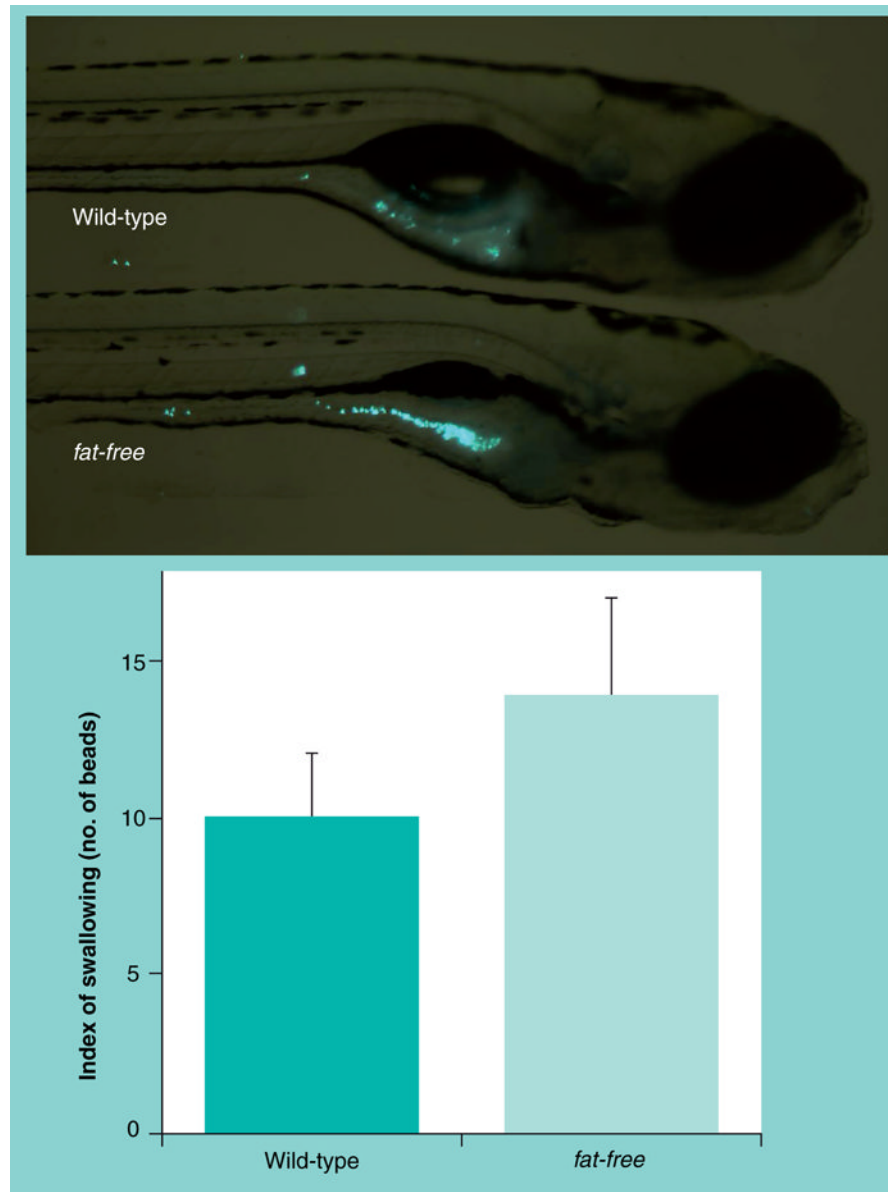 Wild-type
fat-free
Index of swallowing (no. of beads)
15
10
5
0
Wild-type
fat-free